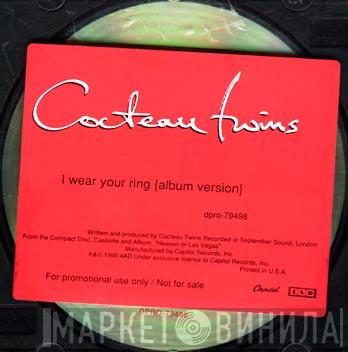 Cocteau twins
I wear your ring {album version}
dpro-79498
Written and produced by Cocteau Twins Recorded at September Sound, London
From the Compact Disc, Cassette and Album, "Heaven or Las Vegas"
Manufactured by Capitol Records, Inc.
P&© 1990 4AD Under exclusive license to Capitol Records, Inc.
Printed in U.S.A.
For promotional use only / Not for sale
Capitol 4AD
DPRO-79498
МАРКЕТ ВИНИЛА